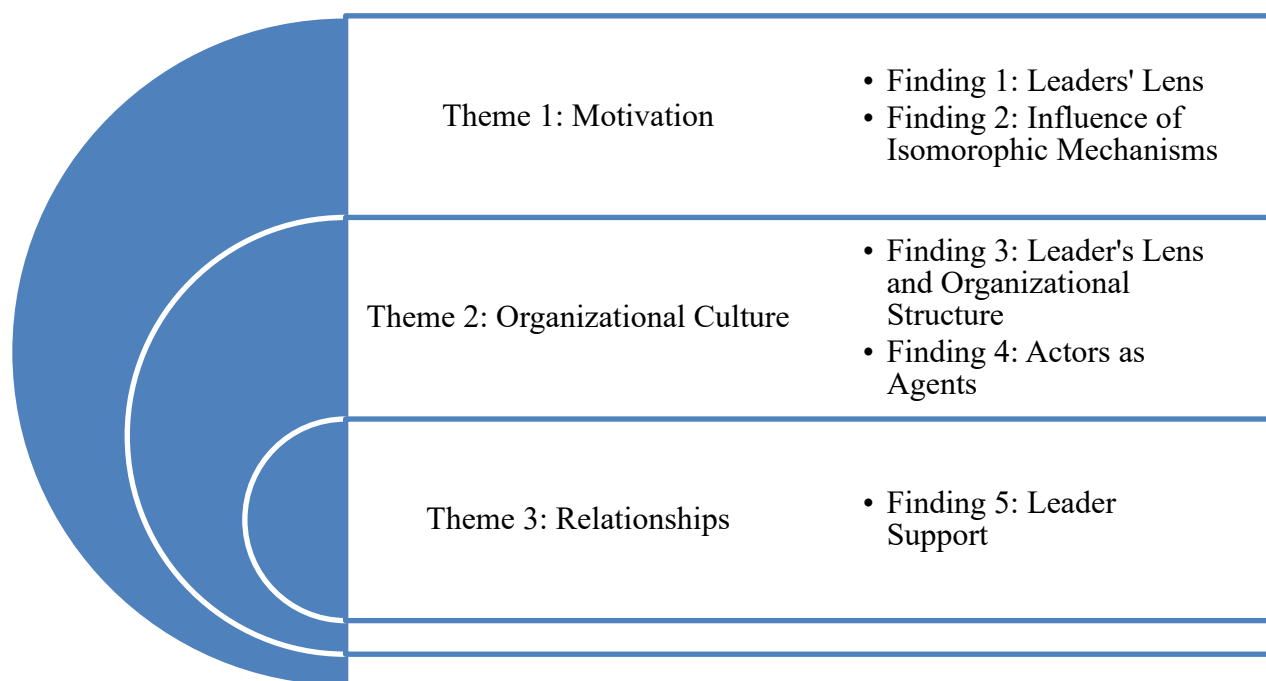 Theme 1: Motivation
• Finding 1: Leaders' Lens
• Finding 2: Influence of
Isomorophic Mechanisms
Theme 2: Organizational Culture
• Finding 3: Leader's Lens
and Organizational
Structure
• Finding 4: Actors as
Agents
Theme 3: Relationships
• Finding 5: Leader
Support